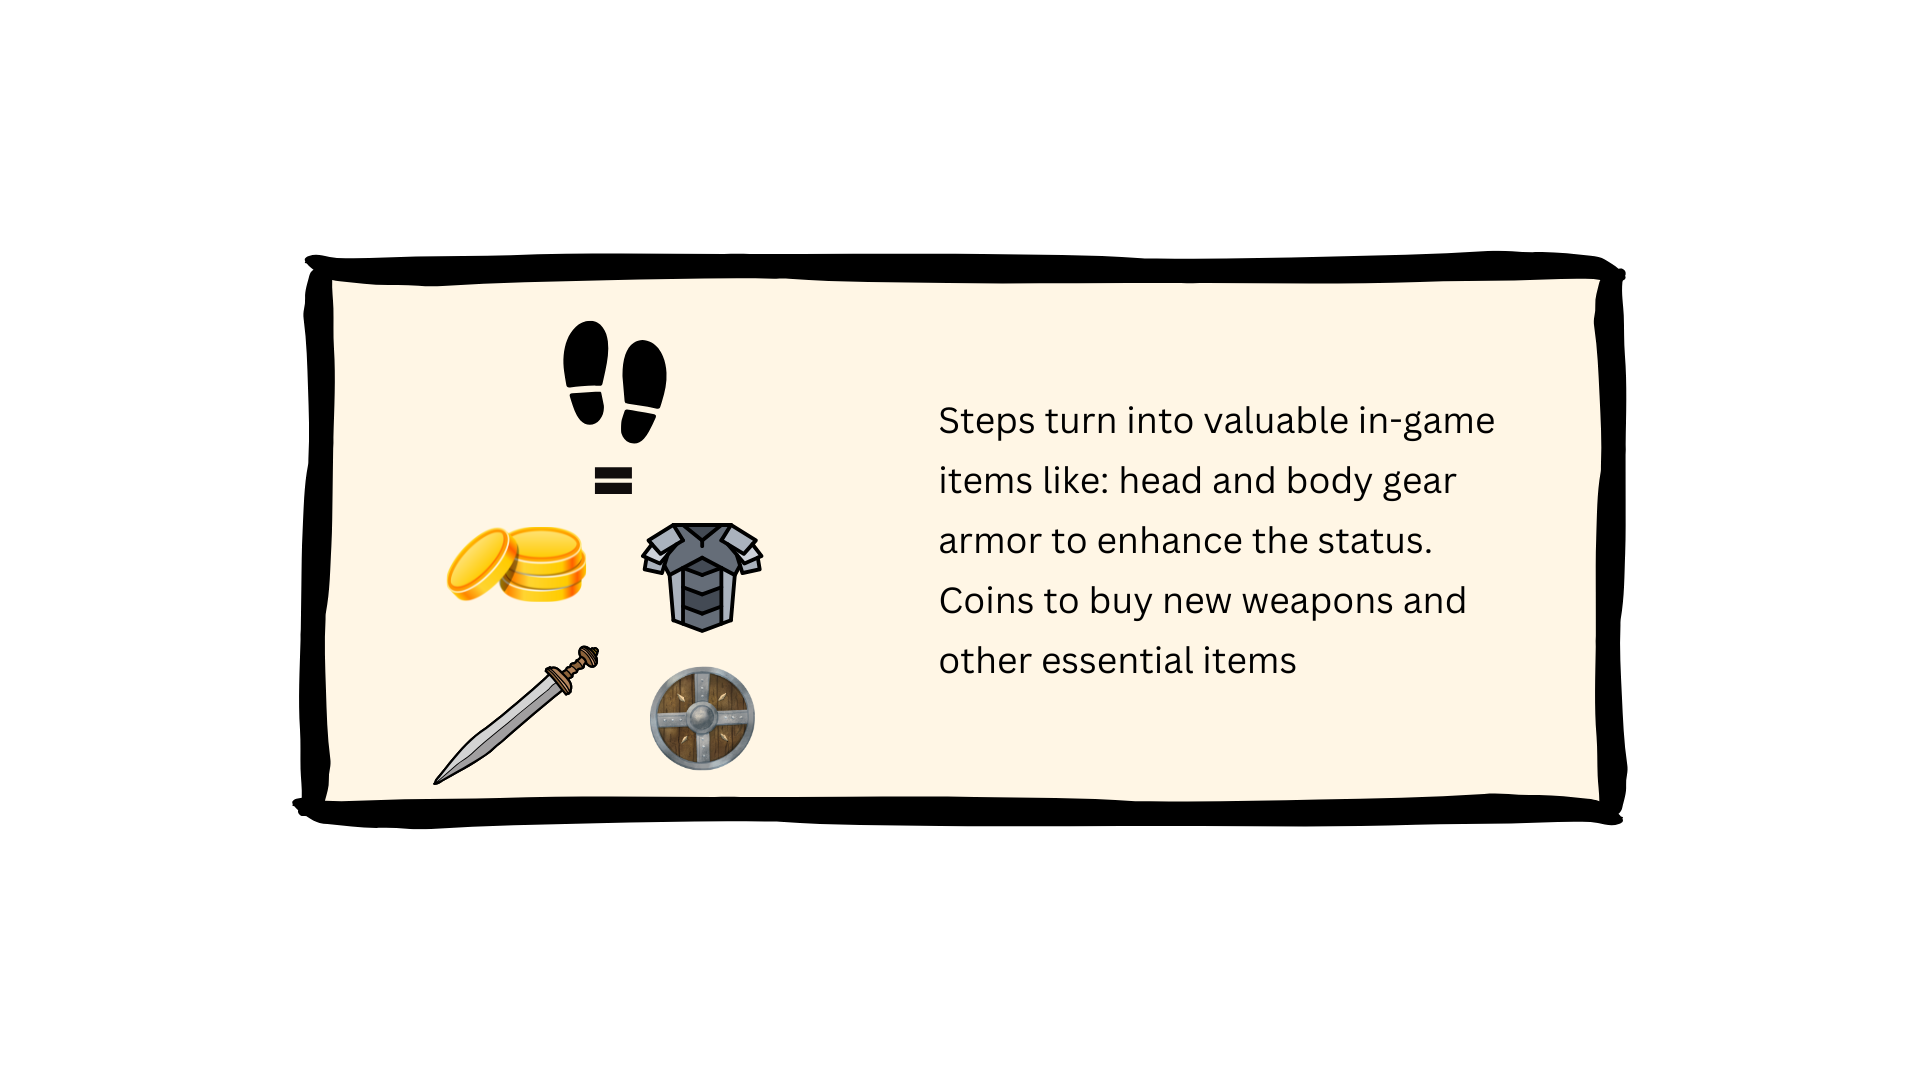 =
Steps turn into valuable in-game
items like: head and body gear
armor to enhance the status.
Coins to buy new weapons and
other essential items